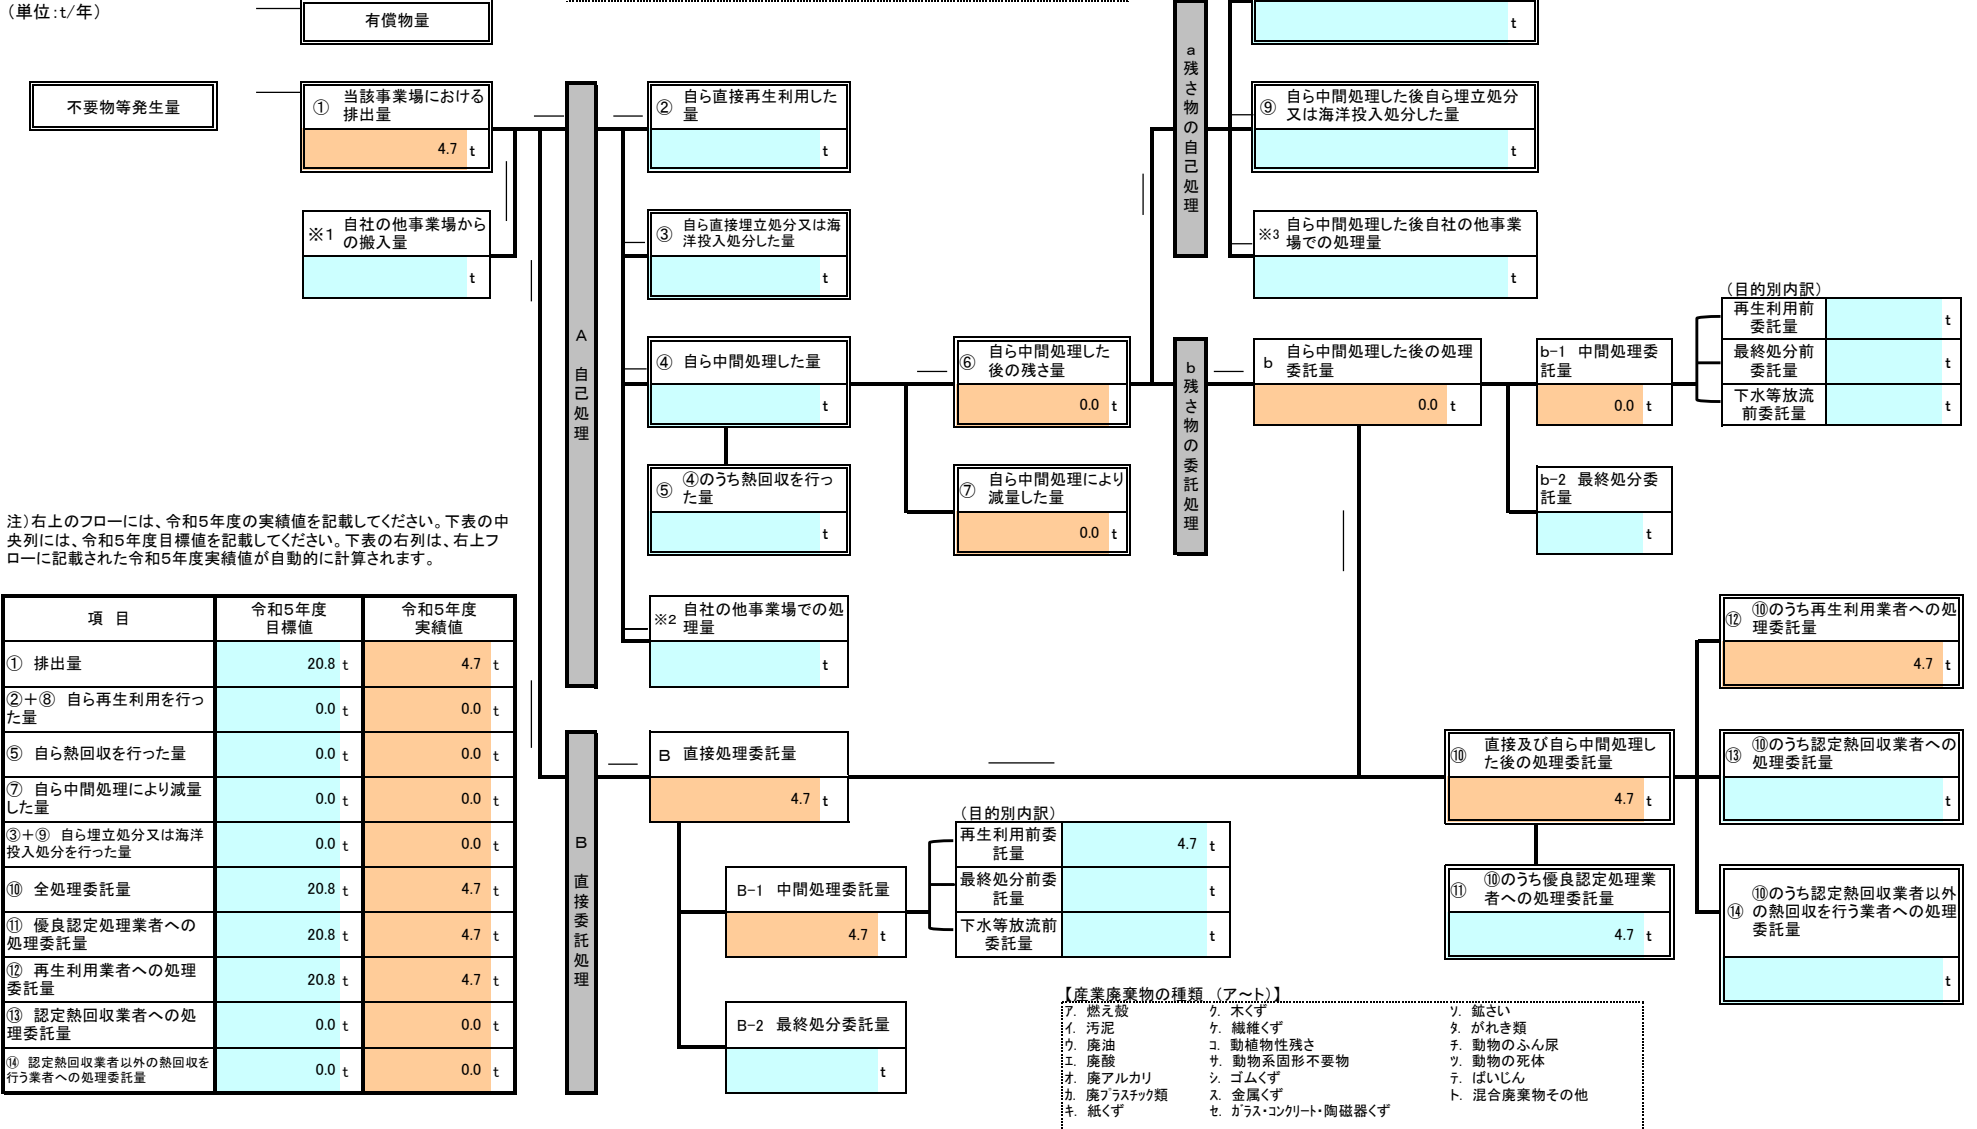 （単位:t/年）
有償物量
t
不要物等発生量
① 当該事業場における
排出量
4.7 t
※1 自社の他事業場から
の搬入量
t
A 自己処理
② 自ら直接再生利用した
量
t
③ 自ら直接埋立処分又は海
洋投入処分した量
t
④ 自ら中間処理した量
t
⑤ ④のうち熱回収を行っ
た量
t
※2 自社の他事業場での処
理量
t
⑥ 自ら中間処理した
後の残さ量
0.0 t
⑦ 自ら中間処理により
減量した量
0.0 t
a残さ物の自己処理
⑨ 自ら中間処理した後自ら埋立処分
又は海洋投入処分した量
t
※3 自ら中間処理した後自社の他事業
場での処理量
t
b残さ物の委託処理
b 自ら中間処理した後の処理
委託量
0.0 t
b-1 中間処理委
託量
0.0 t
b-2 最終処分委
託量
t
（目的別内訳）
再生利用前
委託量
t
最終処分前
委託量
t
下水等放流
前委託量
t
注）右上のフローには、令和5年度の実績値を記載してください。下表の中
央列には、令和5年度目標値を記載してください。下表の右列は、右上フ
ローに記載された令和5年度実績値が自動的に計算されます。
項 目 令和5年度
目標値 令和5年度
実績値
① 排出量 20.8 t 4.7 t
②+⑧ 自ら再生利用を行っ
た量 0.0 t 0.0 t
⑤ 自ら熱回収を行った量 0.0 t 0.0 t
⑦ 自ら中間処理により減量
した量 0.0 t 0.0 t
③+⑨ 自ら埋立処分又は海洋
投入処分を行った量 0.0 t 0.0 t
⑩ 全処理委託量 20.8 t 4.7 t
⑪ 優良認定処理業者への
処理委託量 20.8 t 4.7 t
⑫ 再生利用業者への処理
委託量 20.8 t 4.7 t
⑬ 認定熱回収業者への処
理委託量 0.0 t 0.0 t
⑭ 認定熱回収業者以外の熱回収を
行う業者への処理委託量 0.0 t 0.0 t
B 直接委託処理
B 直接処理委託量
4.7 t
B-1 中間処理委託量
4.7 t
B-2 最終処分委託量
t
（目的別内訳）
再生利用前委
託量
4.7 t
最終処分前委
託量
t
下水等放流前
委託量
t
⑩ 直接及び自ら中間処理し
た後の処理委託量
4.7 t
⑪ ⑩のうち優良認定処理業
者への処理委託量
4.7 t
⑫ ⑩のうち再生利用業者への処
理委託量
4.7 t
⑬ ⑩のうち認定熱回収業者への
処理委託量
t
⑭ ⑩のうち認定熱回収業者以外
の熱回収を行う業者への処理
委託量
t
【産業廃棄物の種類 （ア～ト）】
ア. 燃え殻 ク. 木くず ソ. 鉱さい
イ. 汚泥 ケ. 繊維くず タ. がれき類
ウ. 廃油 コ. 動植物性残さ チ. 動物のふん尿
エ. 廃酸 サ. 動物系固形不要物 ツ. 動物の死体
オ. 廃アルカリ シ. ゴムくず テ. ばいじん
カ. 廃プラスチック類 ス. 金属くず ト. 混合廃棄物その他
キ. 紙くず セ. ガラス・コンクリート・陶磁器くず